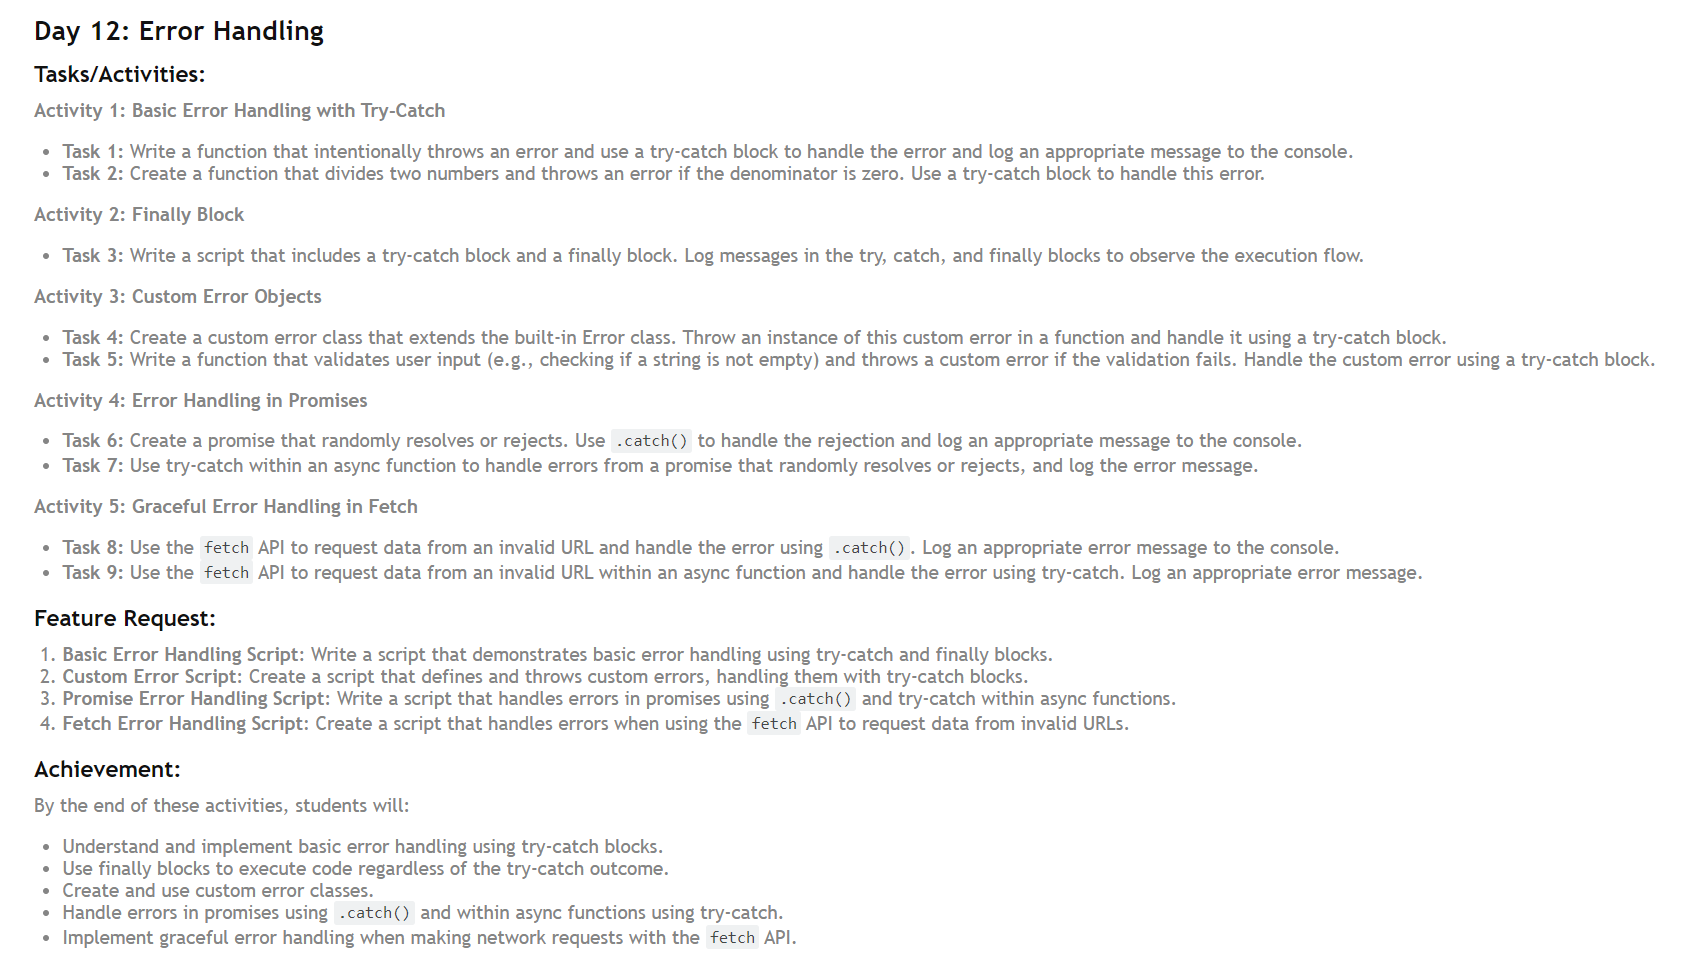 Day 12: Error Handling
Tasks/Activities:
Activity 1: Basic Error Handling with Try-Catch
• Task 1: Write a function that intentionally throws an error and use a try-catch block to handle the error and log an appropriate message to the console.
• Task 2: Create a function that divides two numbers and throws an error if the denominator is zero. Use a try-catch block to handle this error.
Activity 2: Finally Block
• Task 3: Write a script that includes a try-catch block and a finally block. Log messages in the try, catch, and finally blocks to observe the execution flow.
Activity 3: Custom Error Objects
• Task 4: Create a custom error class that extends the built-in Error class. Throw an instance of this custom error in a function and handle it using a try-catch block.
• Task 5: Write a function that validates user input (e.g., checking if a string is not empty) and throws a custom error if the validation fails. Handle the custom error using a try-catch block.
Activity 4: Error Handling in Promises
• Task 6: Create a promise that randomly resolves or rejects. Use .catch() to handle the rejection and log an appropriate message to the console.
• Task 7: Use try-catch within an async function to handle errors from a promise that randomly resolves or rejects, and log the error message.
Activity 5: Graceful Error Handling in Fetch
• Task 8: Use the fetch API to request data from an invalid URL and handle the error using .catch(). Log an appropriate error message to the console.
• Task 9: Use the fetch API to request data from an invalid URL within an async function and handle the error using try-catch. Log an appropriate error message.
Feature Request:
1. Basic Error Handling Script: Write a script that demonstrates basic error handling using try-catch and finally blocks.
2. Custom Error Script: Create a script that defines and throws custom errors, handling them with try-catch blocks.
3. Promise Error Handling Script: Write a script that handles errors in promises using .catch() and try-catch within async functions.
4. Fetch Error Handling Script: Create a script that handles errors when using the fetch API to request data from invalid URLs.
Achievement:
By the end of these activities, students will:
• Understand and implement basic error handling using try-catch blocks.
• Use finally blocks to execute code regardless of the try-catch outcome.
• Create and use custom error classes.
• Handle errors in promises using .catch() and within async functions using try-catch.
• Implement graceful error handling when making network requests with the fetch API.